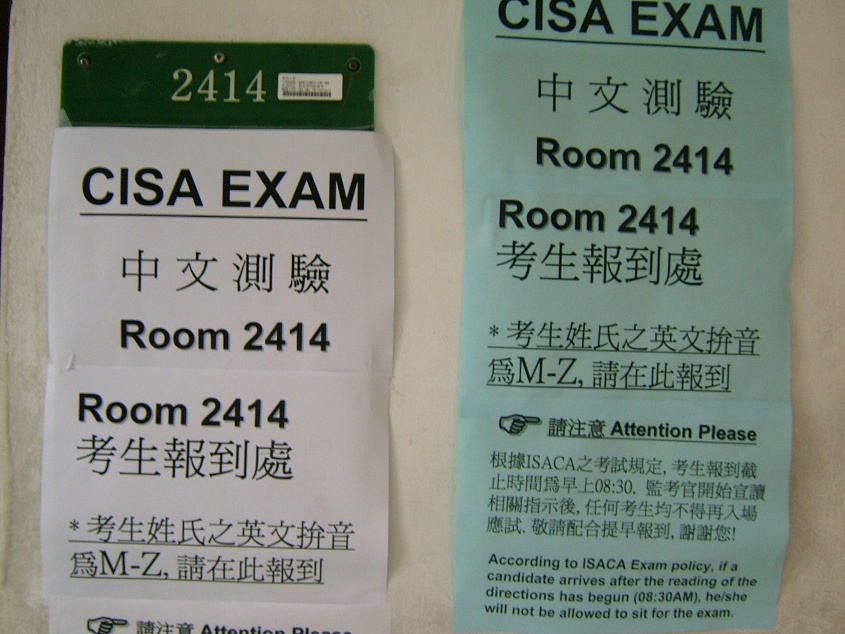 2414
CISA EXAM
中文測驗
Room 2414
Room 2414
考生報到處
* 考生姓氏之英文拚音
為M-Z, 請在此報到
請注意 Attention Please
CISA EXAM
中文測驗
Room 2414
Room 2414
考生報到處
* 考生姓氏之英文拚音
為M-Z, 請在此報到
請注意 Attention Please
根據ISACA之考試規定, 考生報到截
止時間為早上08:30. 監考官開始宣讀
相關指示後, 任何考生均不得再入場
應試. 敬請配合提早報到, 謝謝您!
According to ISACA Exam policy, if a
candidate arrives after the reading of the
directions has begun (08:30AM), he/she
will not be allowed to sit for the exam.